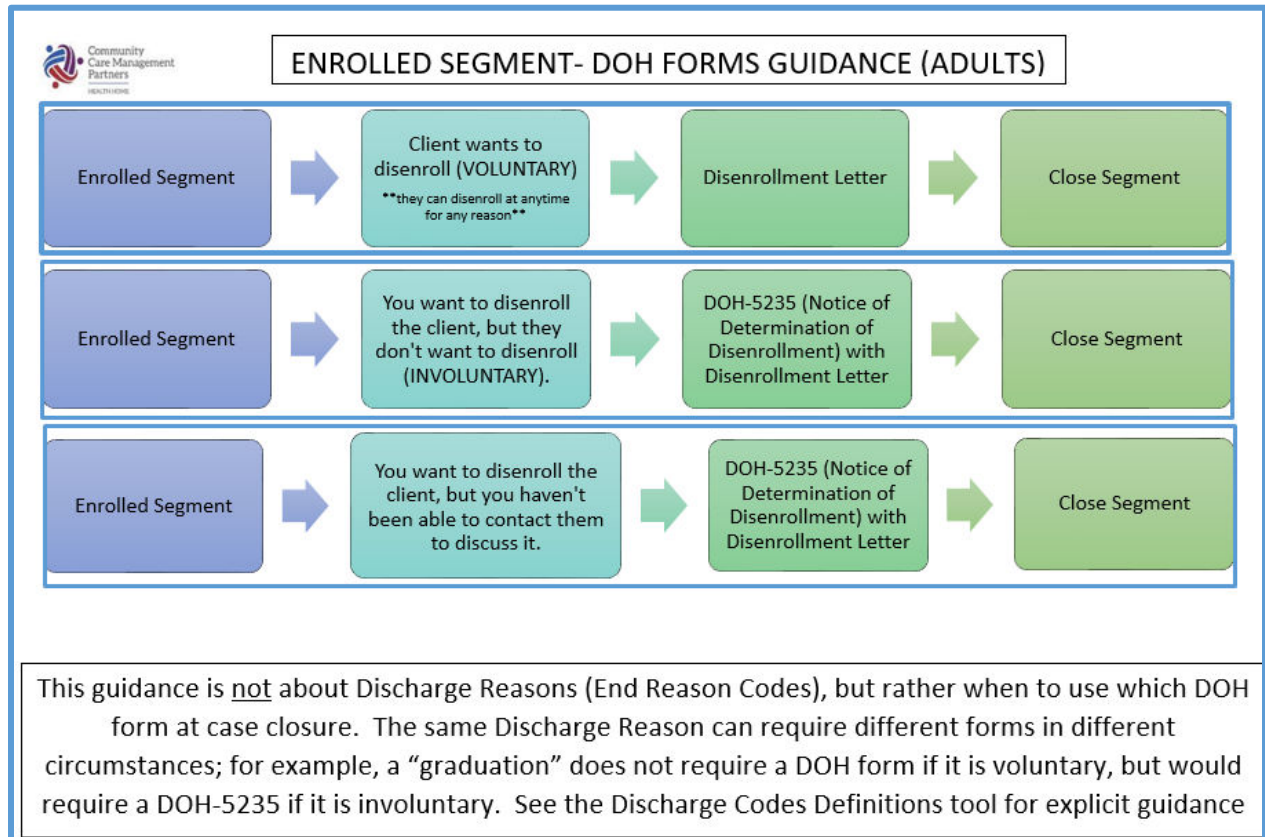 Community
Care Management
Partners
HEALTH HOME
ENROLLED SEGMENT- DOH FORMS GUIDANCE (ADULTS)
Enrolled Segment
Client wants to
disenroll (VOLUNTARY)
**they can disenroll at anytime
for any reason**
Disenrollment Letter
Close Segment
Enrolled Segment
You want to disenroll
the client, but they
don't want to disenroll
(INVOLUNTARY).
DOH-5235 (Notice of
Determination of
Disenrollment) with
Disenrollment Letter
Close Segment
Enrolled Segment
You want to disenroll the
client, but you haven't
been able to contact them
to discuss it.
DOH-5235 (Notice of
Determination of
Disenrollment) with
Disenrollment Letter
Close Segment
This guidance is not about Discharge Reasons (End Reason Codes), but rather when to use which DOH
form at case closure.  The same Discharge Reason can require different forms in different
circumstances; for example, a “graduation” does not require a DOH form if it is voluntary, but would
require a DOH-5235 if it is involuntary.  See the Discharge Codes Definitions tool for explicit guidance